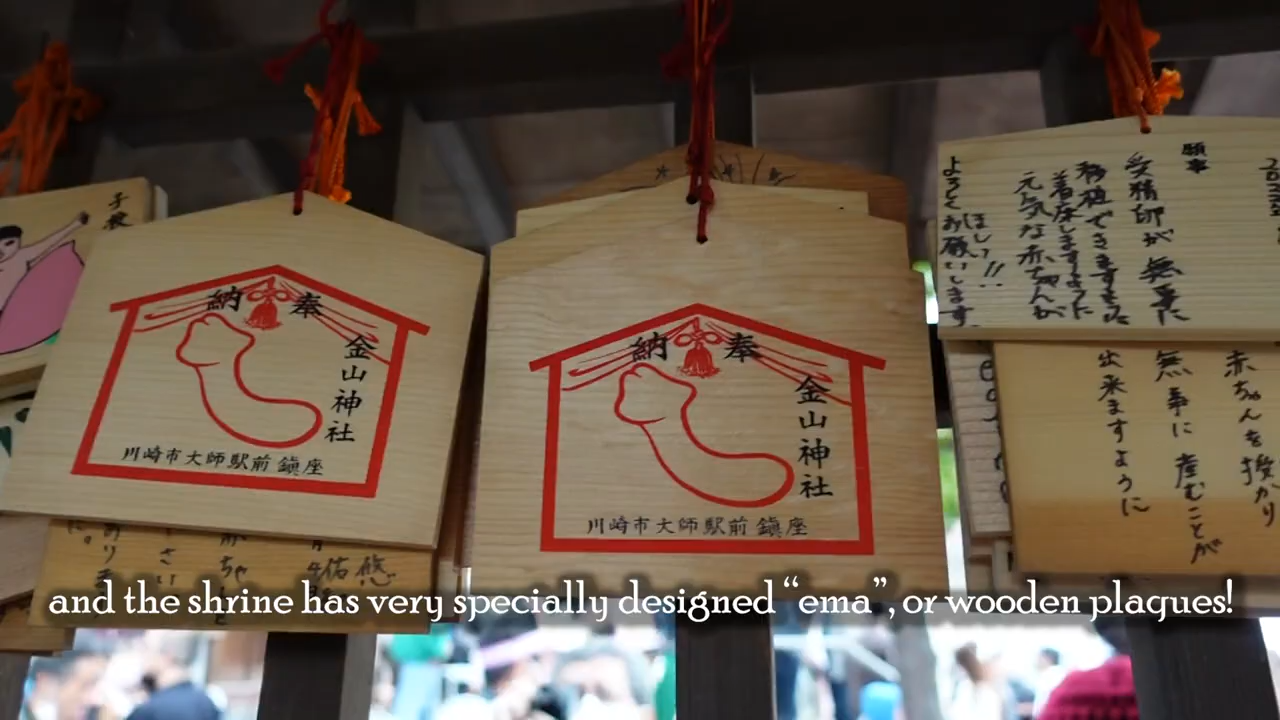 子授
納 奉
金山神社
川崎市大師駅前 鎮座
納 奉
金山神社
川崎市大師駅前 鎮座
願事
受精卵が無事に
移植できますように
着床しますように
元気な赤ちゃんが
ほしい!!
よろしくお願いします
赤ちゃんを授かり
無事に産むことが
出来ますように
and the shrine has very specially designed “ema”, or wooden plaques!